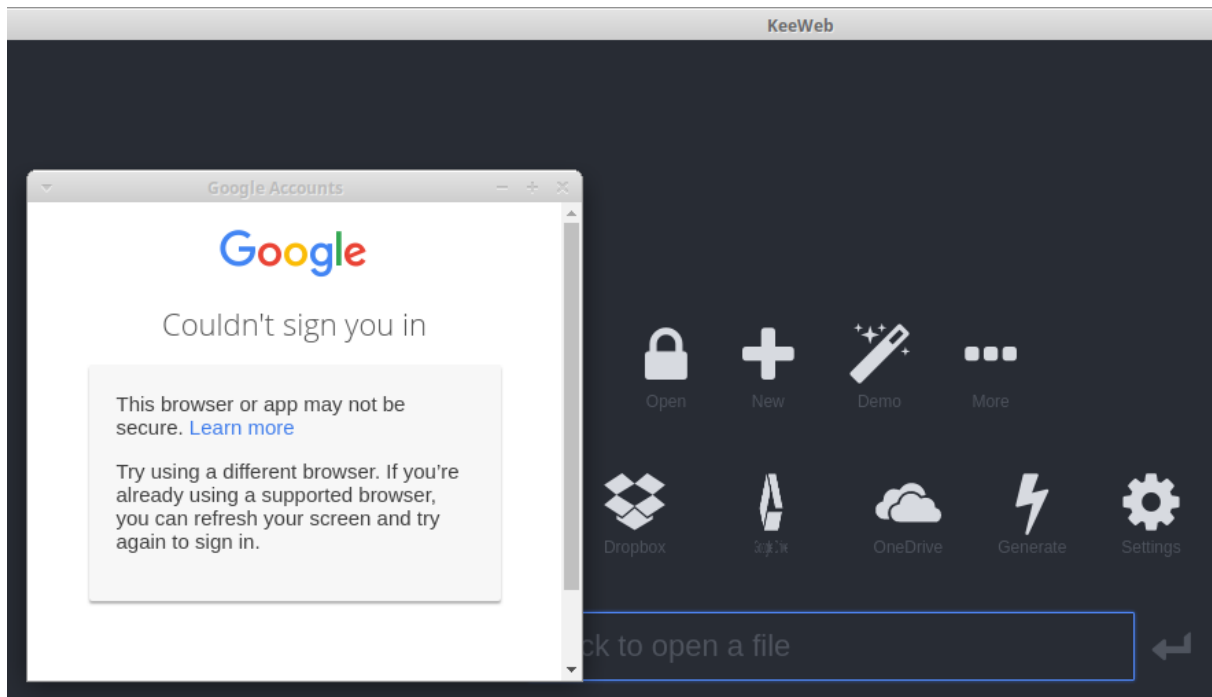 KeeWeb
Google Accounts
Google
Couldn't sign you in
This browser or app may not be
secure. Learn more
Try using a different browser. If you're
already using a supported browser,
you can refresh your screen and try
again to sign in.
Open
New
Demo
More
Dropbox
OneDrive
Generate
Settings
ck to open a file